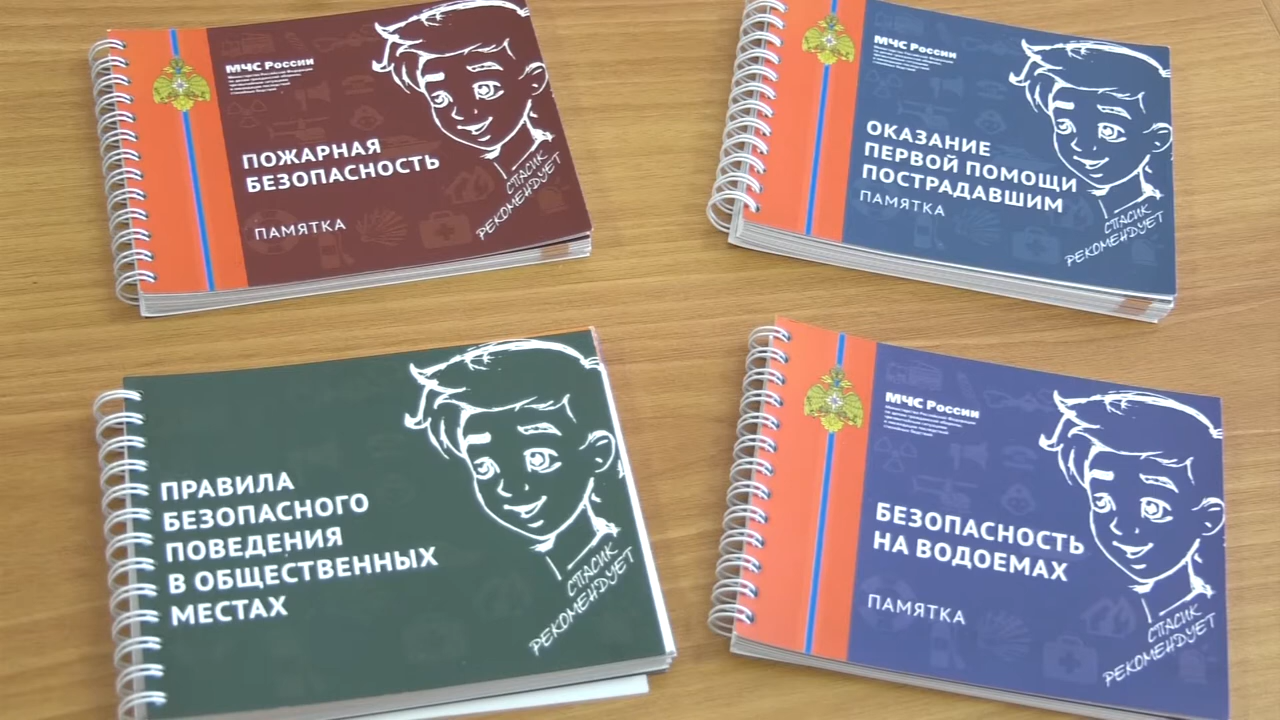 МЧС России
ПОЖАРНАЯ
БЕЗОПАСНОСТЬ
ПАМЯТКА
СПАСИК
РЕКОМЕНДУЕТ
МЧС России
ОКАЗАНИЕ
ПЕРВОЙ ПОМОЩИ
ПОСТРАДАВШИМ
ПАМЯТКА
СПАСИК
РЕКОМЕНДУЕТ
ПРАВИЛА
БЕЗОПАСНОГО
ПОВЕДЕНИЯ
В ОБЩЕСТВЕННЫХ
МЕСТАХ
СПАСИК
РЕКОМЕНДУЕТ
МЧС России
БЕЗОПАСНОСТЬ
НА ВОДОЕМАХ
ПАМЯТКА
СПАСИК
РЕКОМЕНДУЕТ